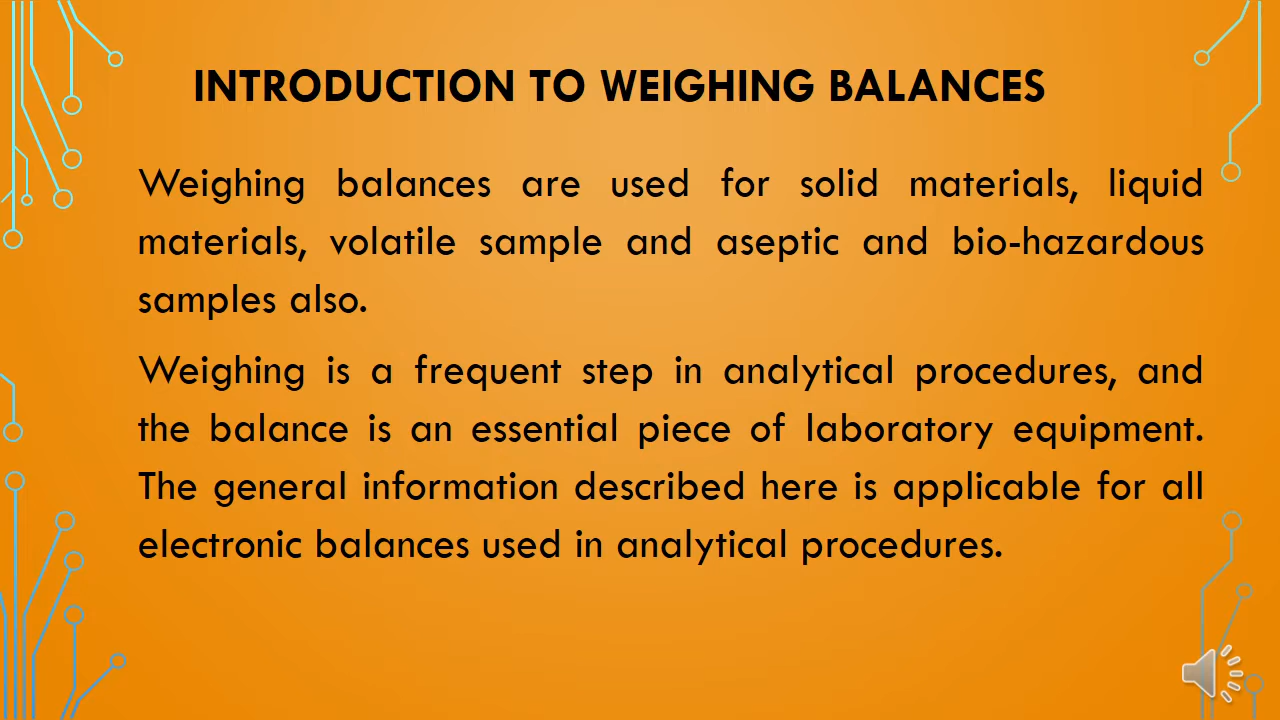 INTRODUCTION TO WEIGHING BALANCES
Weighing balances are used for solid materials, liquid
materials, volatile sample and aseptic and bio-hazardous
samples also.
Weighing is a frequent step in analytical procedures, and
the balance is an essential piece of laboratory equipment.
The general information described here is applicable for all
electronic balances used in analytical procedures.